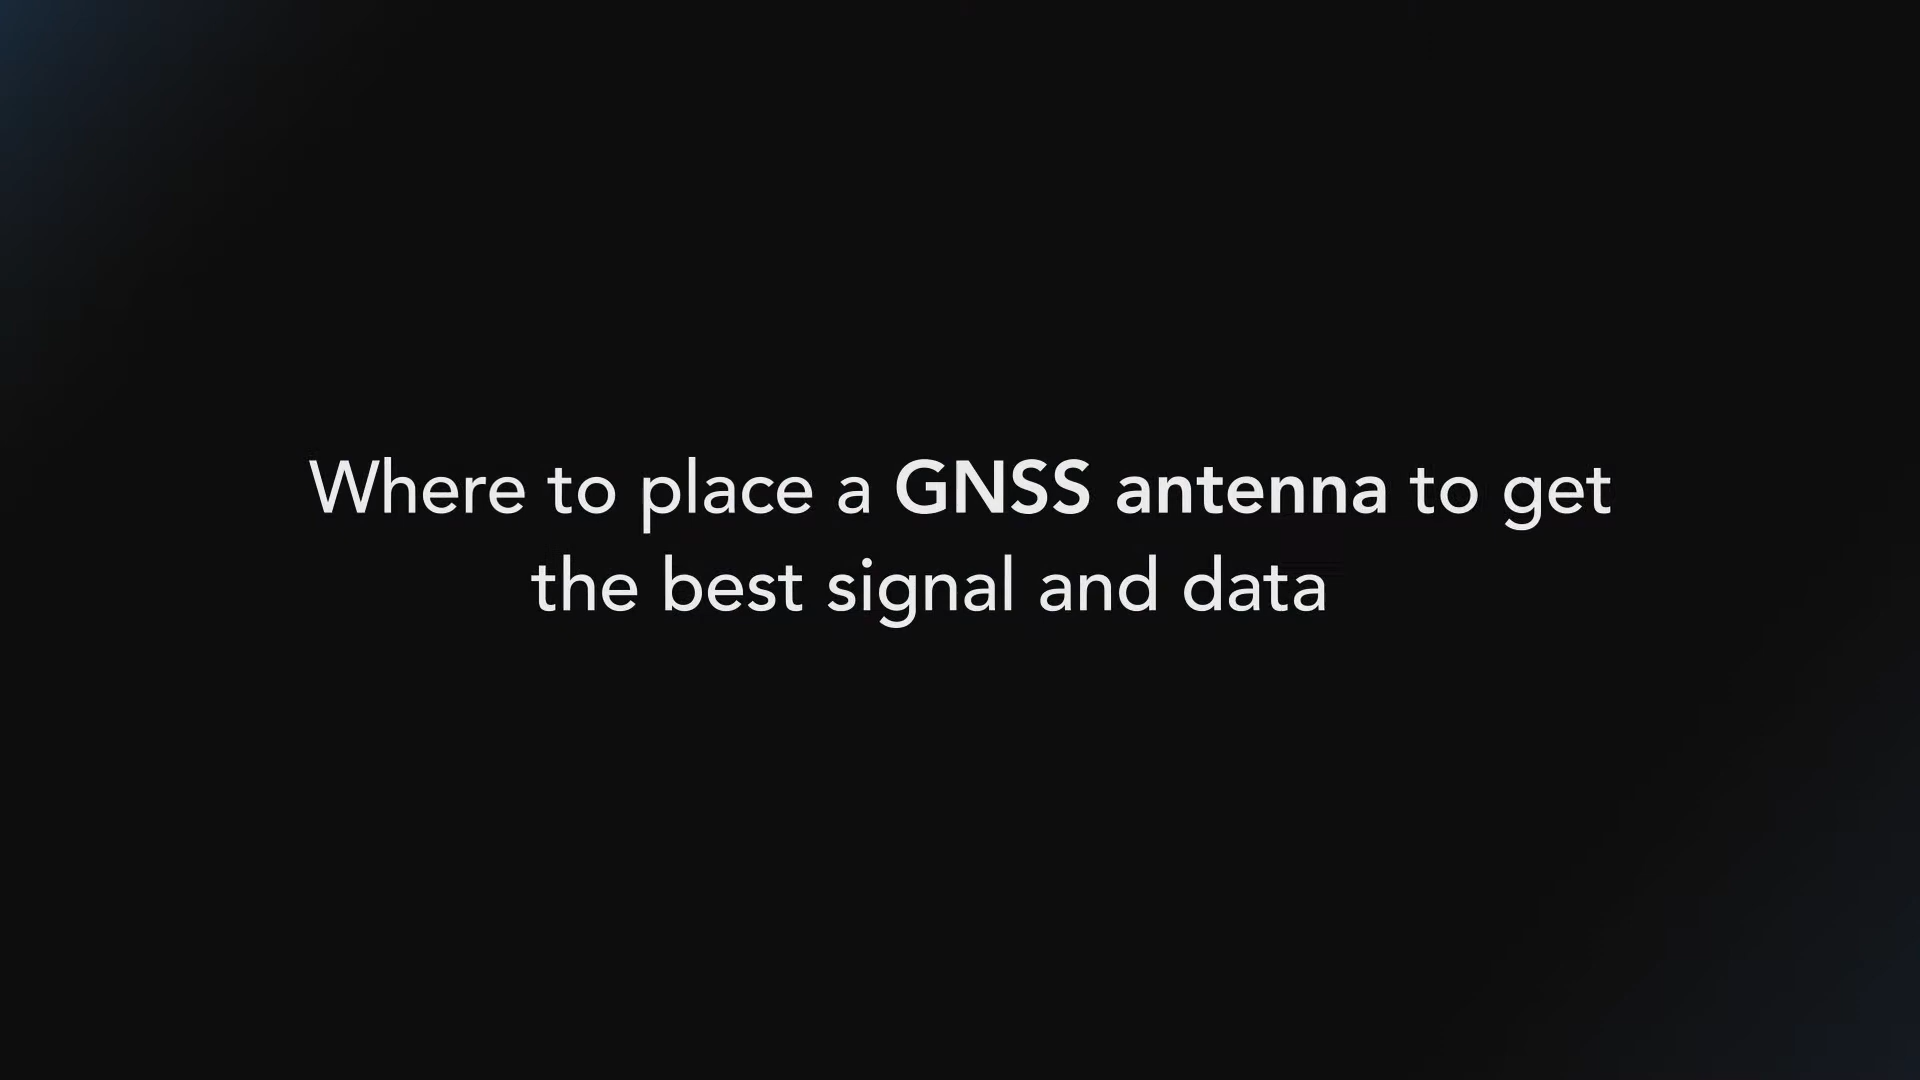 Where to place a GNSS antenna to get
the best signal and data